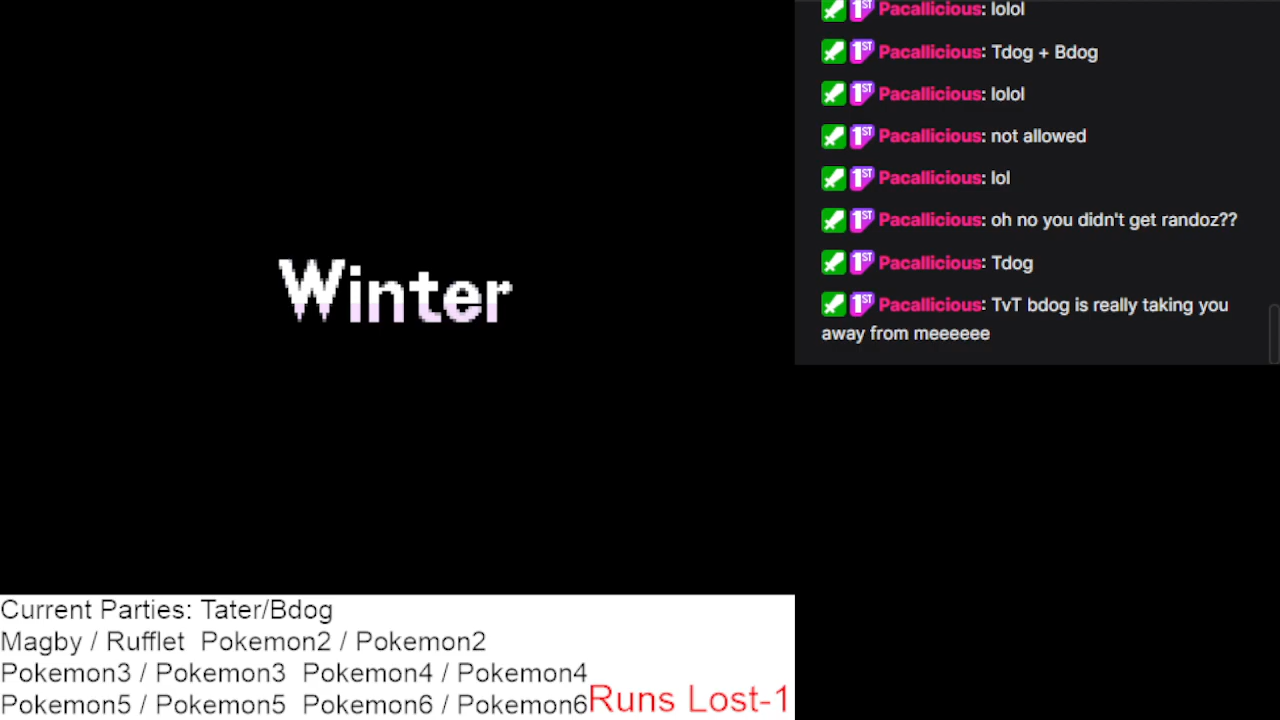 Pacallicious: lolol
Pacallicious: Tdog + Bdog
Pacallicious: lolol
Pacallicious: not allowed
Pacallicious: lol
Pacallicious: oh no you didn't get randoz??
Pacallicious: Tdog
Pacallicious: TvT bdog is really taking you
away from meeeeee
Winter
Current Parties: Tater/Bdog
Magby / Rufflet Pokemon2 / Pokemon2
Pokemon3 / Pokemon3 Pokemon4 / Pokemon4
Pokemon5 / Pokemon5 Pokemon6 / Pokemon6
Runs Lost-1